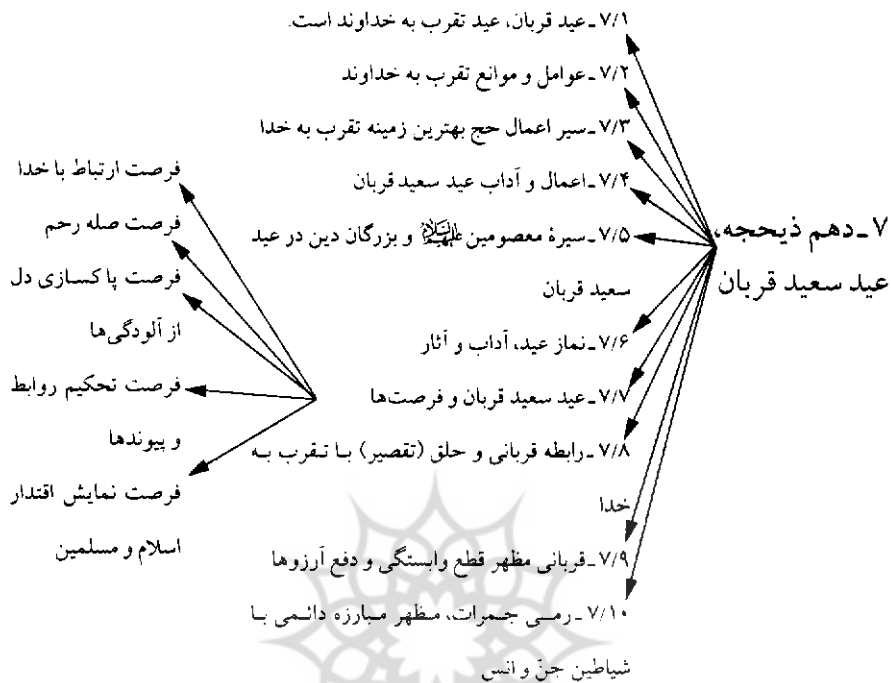 ۷ـ دهم ذیحجه،
عید سعید قربان
۷/۱ـ عید قربان، عید تقرب به خداوند است.
۷/۲ـ عوامل و موانع تقرب به خداوند
۷/۳ـ سیر اعمال حج بهترین زمینه تقرب به خدا
۷/۴ـ اعمال و آداب عید سعید قربان
۷/۵ـ سیرهٔ معصومین علیهم‌السلام و بزرگان دین در عید
سعید قربان
۷/۶ـ نماز عید، آداب و آثار
۷/۷ـ عید سعید قربان و فرصت‌ها
۷/۸ـ رابطه قربانی و حلق (تقصیر) با تقرب به
خدا
۷/۹ـ قربانی مظهر قطع وابستگی و دفع آرزوها
۷/۱۰ـ رمی جمرات، مظهر مبارزه دائمی با
شیاطین جنّ و انس
فرصت ارتباط با خدا
فرصت صله رحم
فرصت پاکسازی دل
از آلودگی‌ها
فرصت تحکیم روابط
و پیوندها
فرصت نمایش اقتدار
اسلام و مسلمین